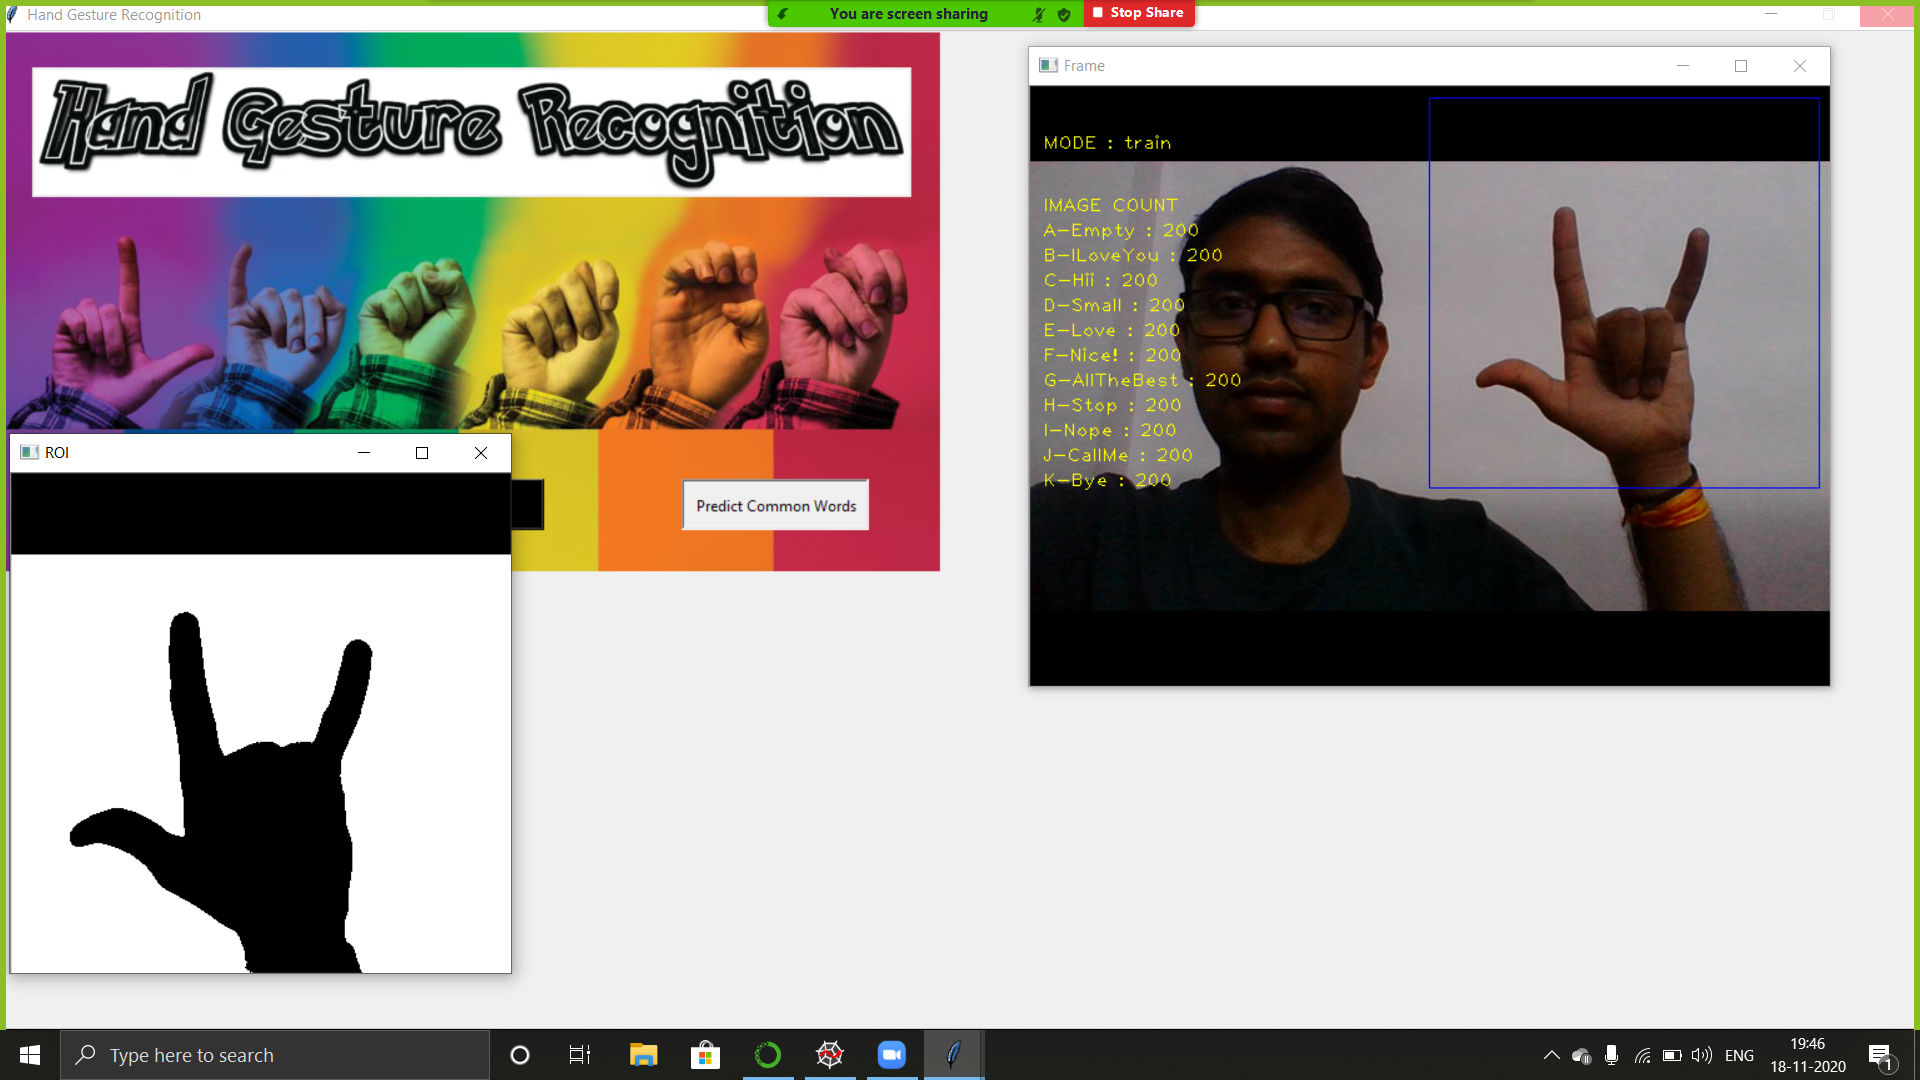 Hand Gesture Recognition
You are screen sharing
Stop Share
Hand Gesture Recognition
Frame
MODE : train
IMAGE COUNT
A-Empty : 200
B-ILoveYou : 200
C-Hii : 200
D-Small : 200
E-Love : 200
F-Nice! : 200
G-AllTheBest : 200
H-Stop : 200
I-Nope : 200
J-CallMe : 200
K-Bye : 200
ROI
Predict Common Words
Type here to search
ENG
19:46
18-11-2020
1